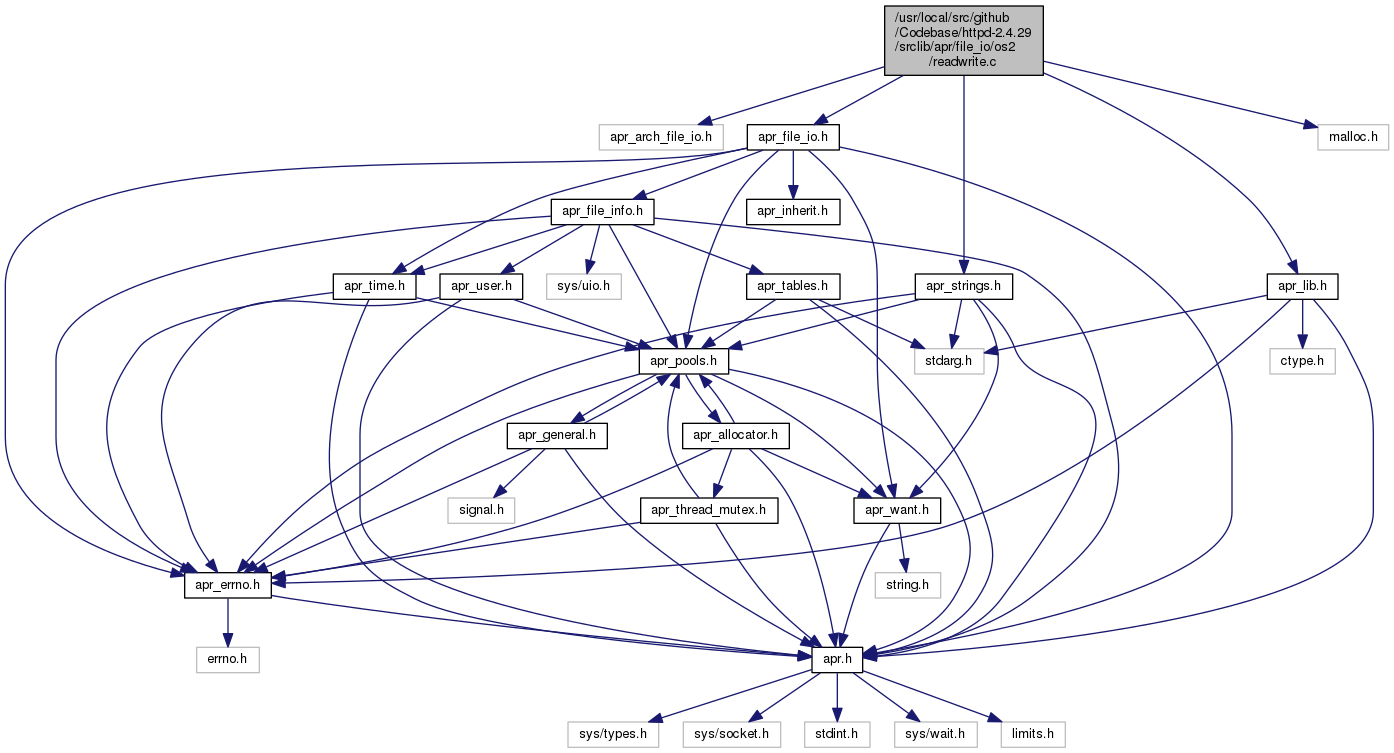 /usr/local/src/github
/Codebase/httpd-2.4.29
/srclib/apr/file_io/os2
/readwrite.c
apr_arch_file_io.h
apr_file_io.h
malloc.h
apr_file_info.h
apr_inherit.h
apr_time.h
apr_user.h
sys/uio.h
apr_tables.h
apr_strings.h
apr_lib.h
apr_pools.h
stdarg.h
ctype.h
apr_general.h
apr_allocator.h
signal.h
apr_thread_mutex.h
apr_want.h
apr_errno.h
string.h
errno.h
apr.h
sys/types.h
sys/socket.h
stdint.h
sys/wait.h
limits.h